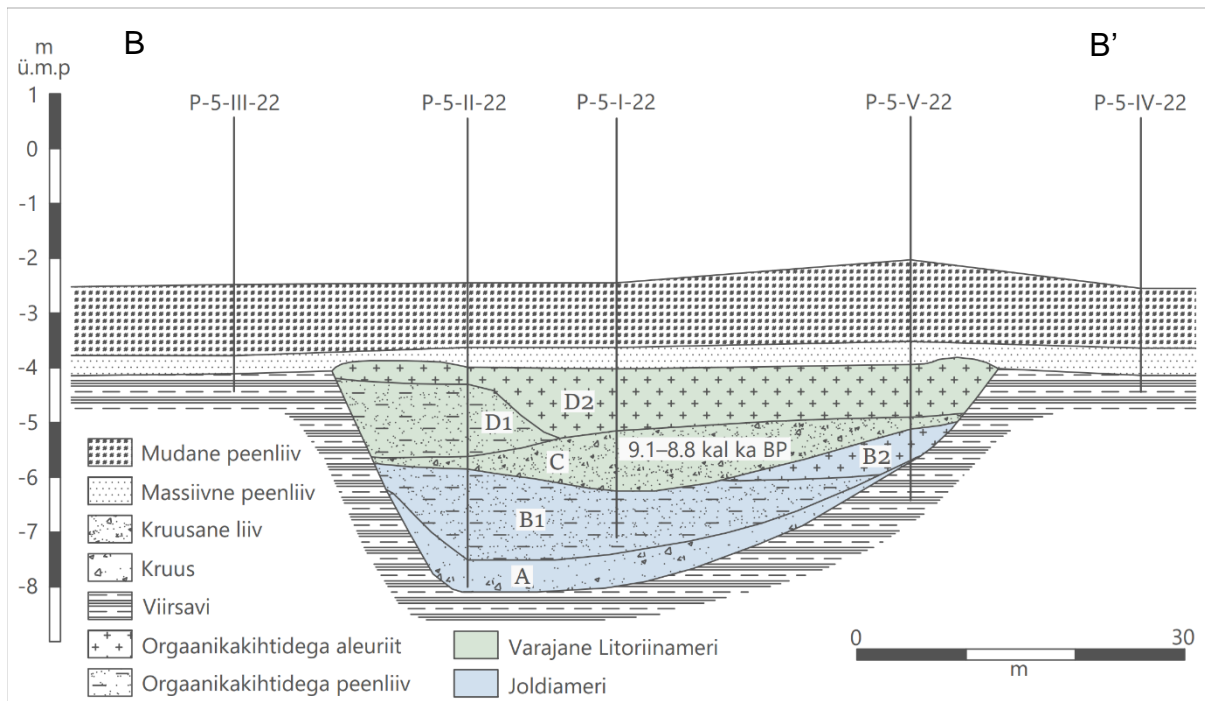 B
B’
m
ü.m.p
P-5-III-22
P-5-II-22
P-5-I-22
P-5-V-22
P-5-IV-22
1
0
-1
-2
-3
-4
-5
-6
-7
-8
D1
D2
C
9.1–8.8 kal ka BP
B2
B1
A
Mudane peenliiv
Massiivne peenliiv
Kruusane liiv
Kruus
Viirsavi
Orgaanikakihtidega aleuriit
Orgaanikakihtidega peenliiv
Varajane Litoriinameri
Joldiameri
0
30
m